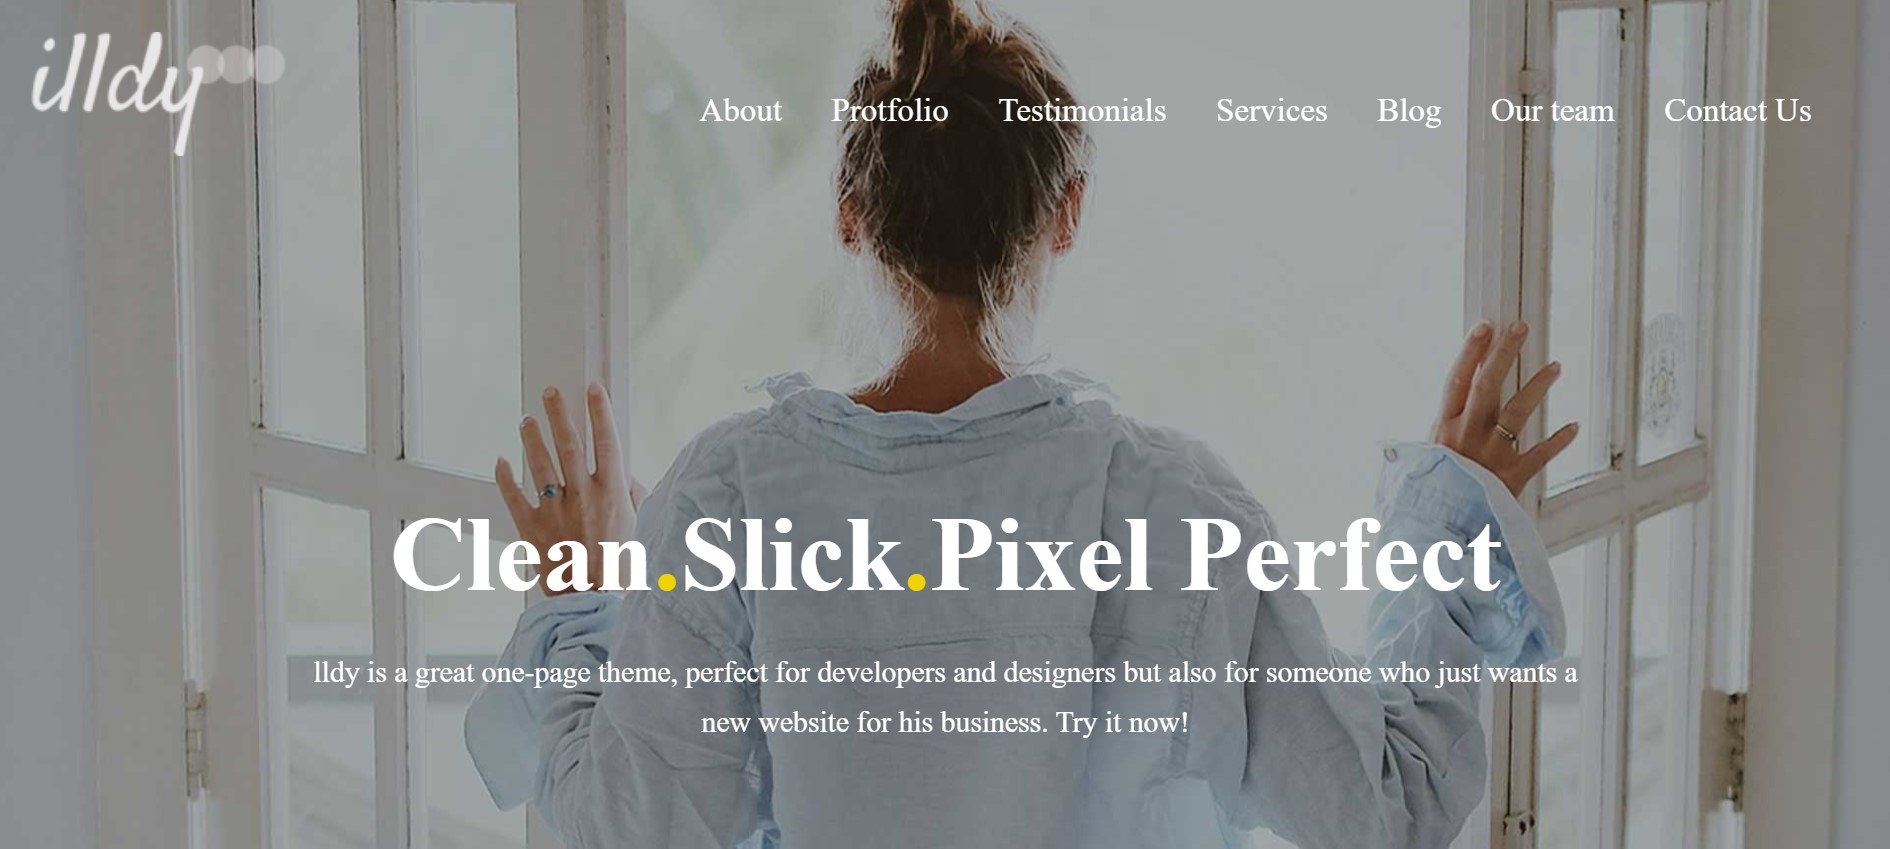 illdy
About Protfolio Testimonials Services Blog Our team Contact Us
Clean.Slick.Pixel Perfect
lldy is a great one-page theme, perfect for developers and designers but also for someone who just wants a
new website for his business. Try it now!